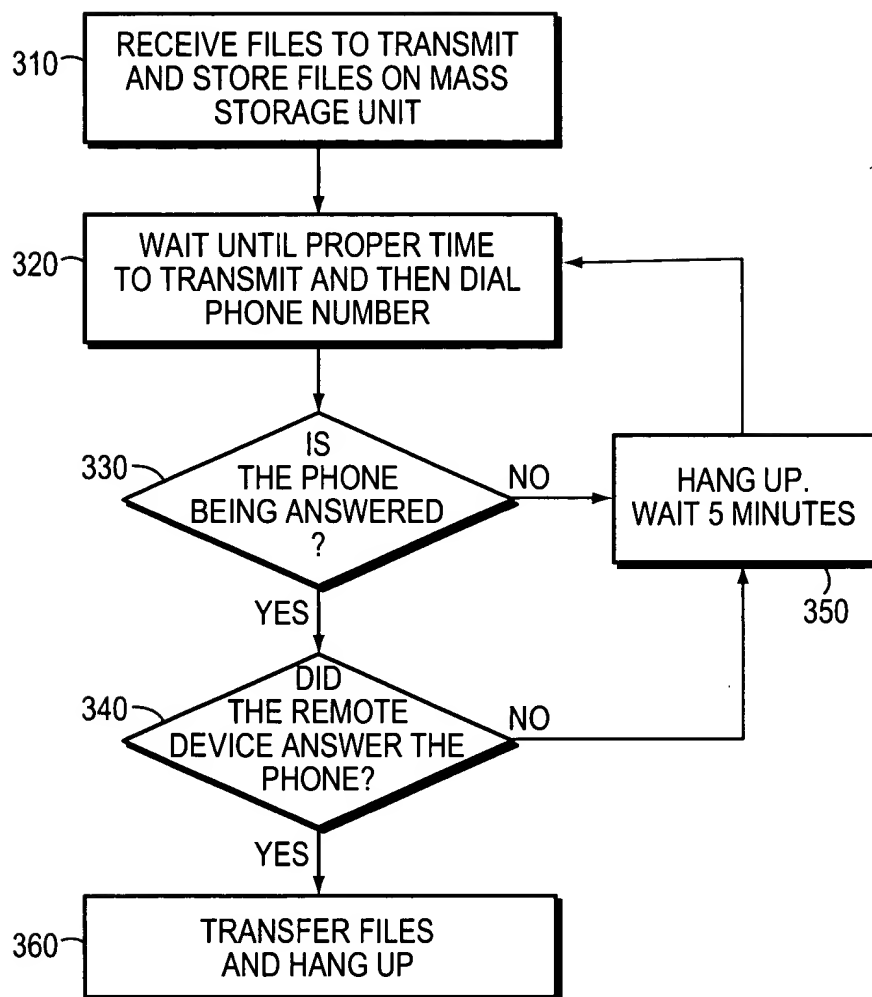 310
RECEIVE FILES TO TRANSMIT
AND STORE FILES ON MASS
STORAGE UNIT
320
WAIT UNTIL PROPER TIME
TO TRANSMIT AND THEN DIAL
PHONE NUMBER
330
IS
THE PHONE
BEING ANSWERED
?
NO
HANG UP.
WAIT 5 MINUTES
350
YES
340
DID
THE REMOTE
DEVICE ANSWER THE
PHONE?
NO
YES
360
TRANSFER FILES
AND HANG UP